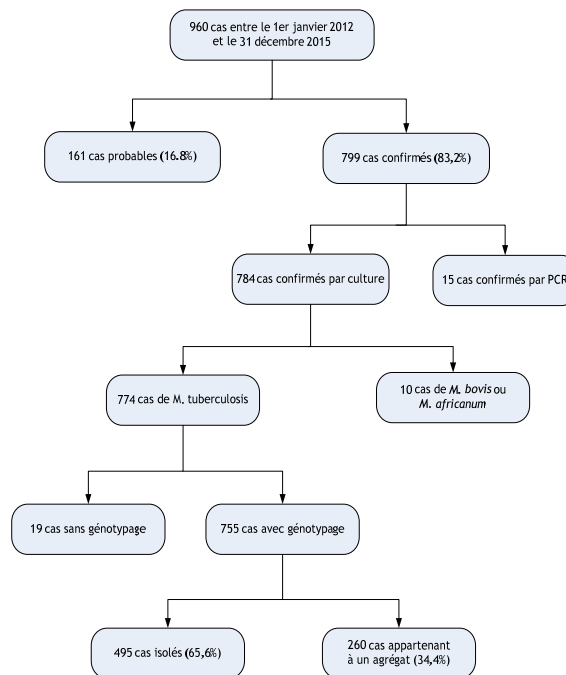 960 cas entre le 1er janvier 2012
et le 31 décembre 2015
161 cas probables (16.8%)
799 cas confirmés (83,2%)
784 cas confirmés par culture
15 cas confirmés par PCR
774 cas de M. tuberculosis
10 cas de M. bovis ou
M. africanum
19 cas sans génotypage
755 cas avec génotypage
495 cas isolés (65,6%)
260 cas appartenant
à un agrégat (34,4%)